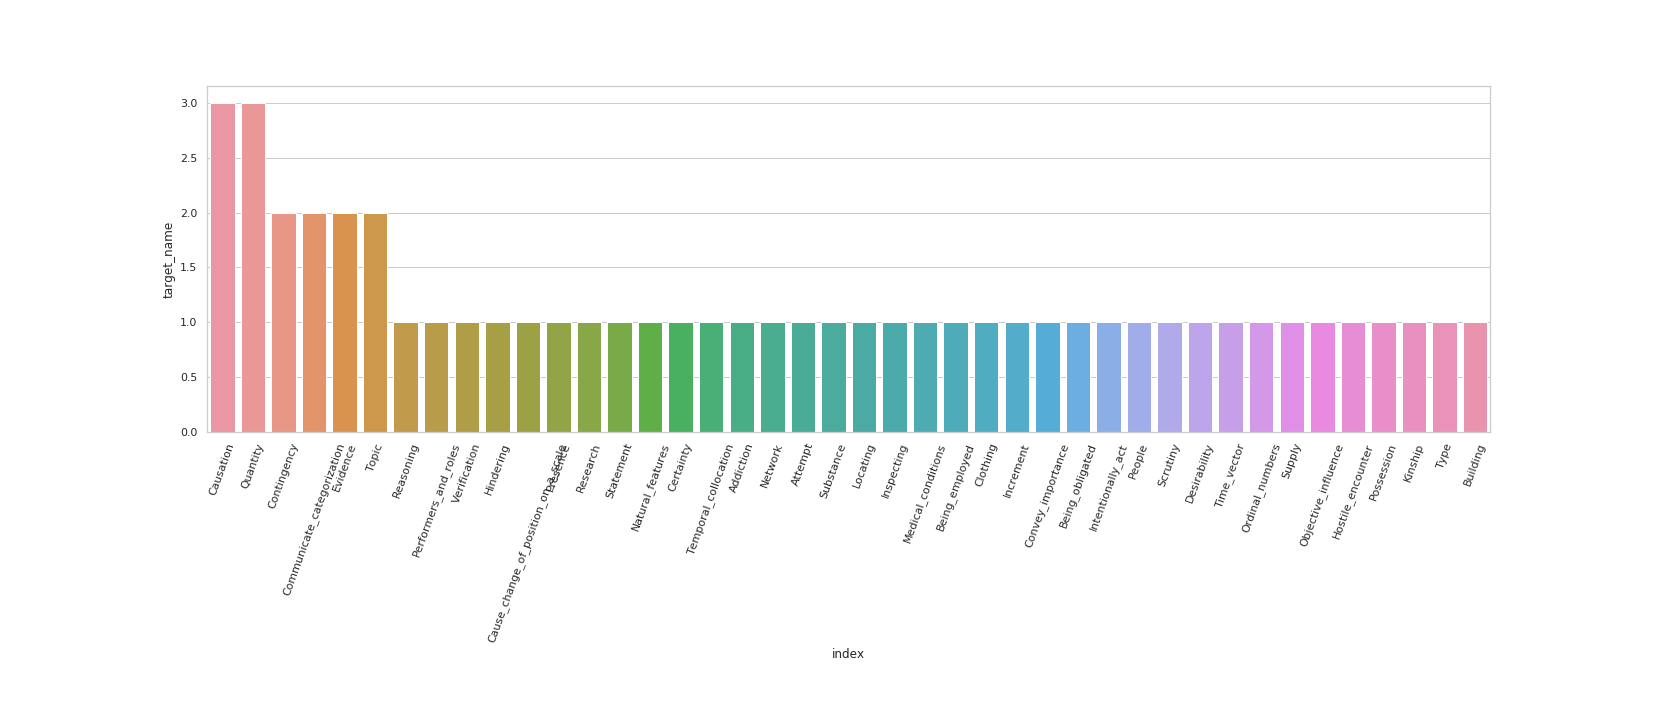 target_name
3.0
2.5
2.0
1.5
1.0
0.5
0.0
Causation
Quantity
Contingency
Communicate_categorization
Evidence
Topic
Reasoning
Performers_and_roles
Verification
Hindering
Cause_change_of_position_on_a_scale
Presence
Research
Statement
Natural_features
Certainty
Temporal_collocation
Addiction
Network
Attempt
Substance
Locating
Inspecting
Medical_conditions
Being_employed
Clothing
Increment
Convey_importance
Being_obligated
Intentionally_act
People
Scrutiny
Desirability
Time_vector
Ordinal_numbers
Supply
Objective_influence
Hostile_encounter
Possession
Kinship
Type
Building
index